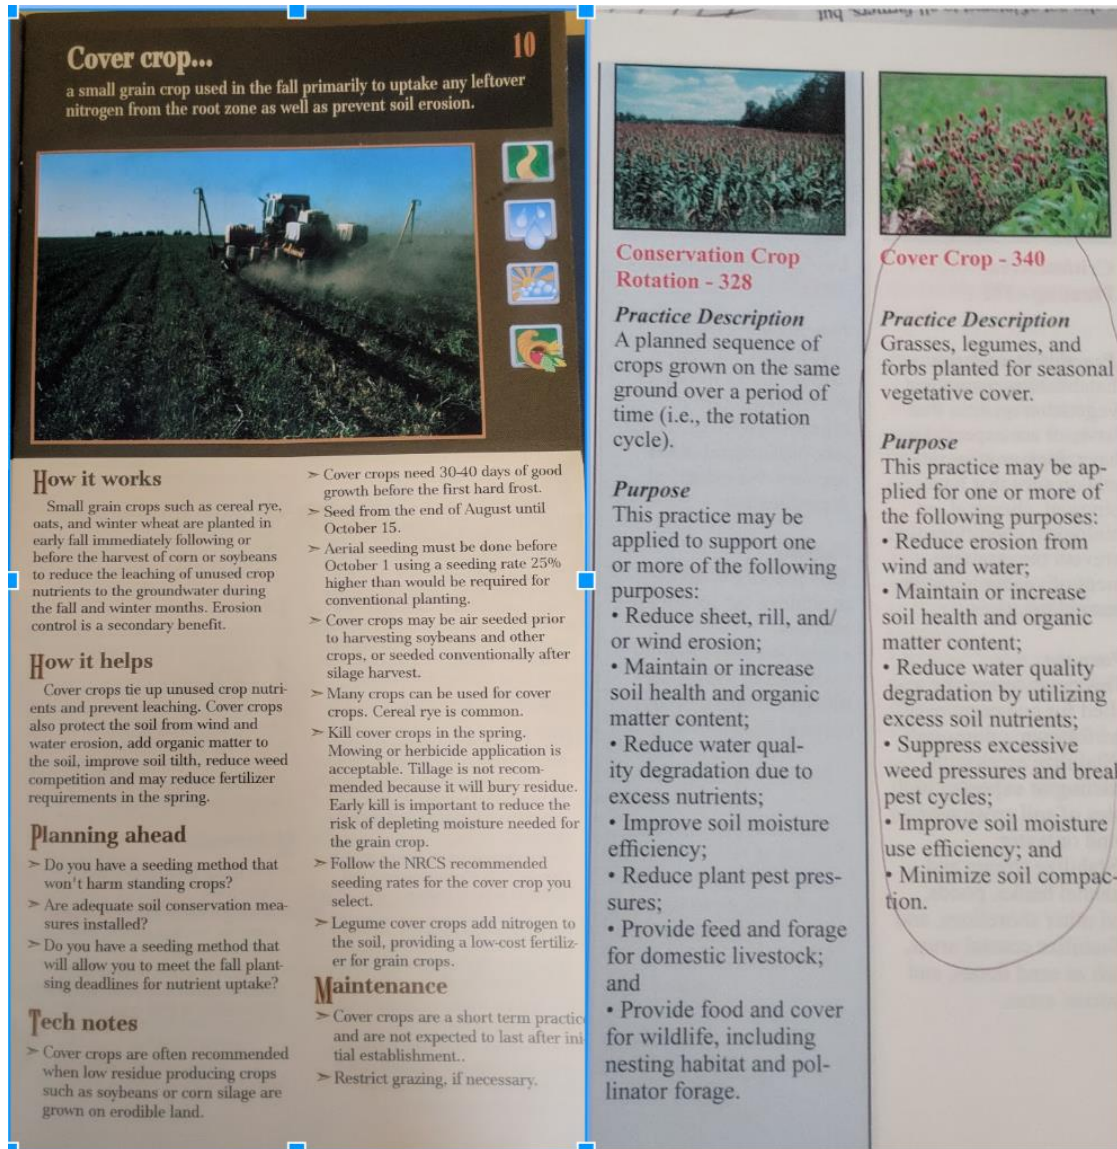 Cover crop...
10
a small grain crop used in the fall primarily to uptake any leftover
nitrogen from the root zone as well as prevent soil erosion.
How it works
Small grain crops such as cereal rye,
oats, and winter wheat are planted in
early fall immediately following or
before the harvest of corn or soybeans
to reduce the leaching of unused crop
nutrients to the groundwater during
the fall and winter months. Erosion
control is a secondary benefit.
How it helps
Cover crops tie up unused crop nutri-
ents and prevent leaching. Cover crops
also protect the soil from wind and
water erosion, add organic matter to
the soil, improve soil tilth, reduce weed
competition and may reduce fertilizer
requirements in the spring.
Planning ahead
➣ Do you have a seeding method that
won't harm standing crops?
➣ Are adequate soil conservation mea-
sures installed?
➣ Do you have a seeding method that
will allow you to meet the fall plant-
sing deadlines for nutrient uptake?
Tech notes
➣ Cover crops are often recommended
when low residue producing crops
such as soybeans or corn silage are
grown on erodible land.
➣ Cover crops need 30-40 days of good
growth before the first hard frost.
➣ Seed from the end of August until
October 15.
➣ Aerial seeding must be done before
October 1 using a seeding rate 25%
higher than would be required for
conventional planting.
➣ Cover crops may be air seeded prior
to harvesting soybeans and other
crops, or seeded conventionally after
silage harvest.
➣ Many crops can be used for cover
crops. Cereal rye is common.
➣ Kill cover crops in the spring.
Mowing or herbicide application is
acceptable. Tillage is not recom-
mended because it will bury residue.
Early kill is important to reduce the
risk of depleting moisture needed for
the grain crop.
➣ Follow the NRCS recommended
seeding rates for the cover crop you
select.
➣ Legume cover crops add nitrogen to
the soil, providing a low-cost fertiliz-
er for grain crops.
Maintenance
➣ Cover crops are a short term practice
and are not expected to last after ini
tial establishment..
➣ Restrict grazing, if necessary.
to all farmers, but
Conservation Crop
Rotation - 328
Practice Description
A planned sequence of
crops grown on the same
ground over a period of
time (i.e., the rotation
cycle).
Purpose
This practice may be
applied to support one
or more of the following
purposes:
• Reduce sheet, rill, and/
or wind erosion;
• Maintain or increase
soil health and organic
matter content;
• Reduce water qual-
ity degradation due to
excess nutrients;
• Improve soil moisture
efficiency;
• Reduce plant pest pres-
sures;
• Provide feed and forage
for domestic livestock;
and
• Provide food and cover
for wildlife, including
nesting habitat and pol-
linator forage.
Cover Crop - 340
Practice Description
Grasses, legumes, and
forbs planted for seasonal
vegetative cover.
Purpose
This practice may be ap-
plied for one or more of
the following purposes:
• Reduce erosion from
wind and water;
• Maintain or increase
soil health and organic
matter content;
• Reduce water quality
degradation by utilizing
excess soil nutrients;
• Suppress excessive
weed pressures and break
pest cycles;
• Improve soil moisture
use efficiency; and
• Minimize soil compac-
tion.